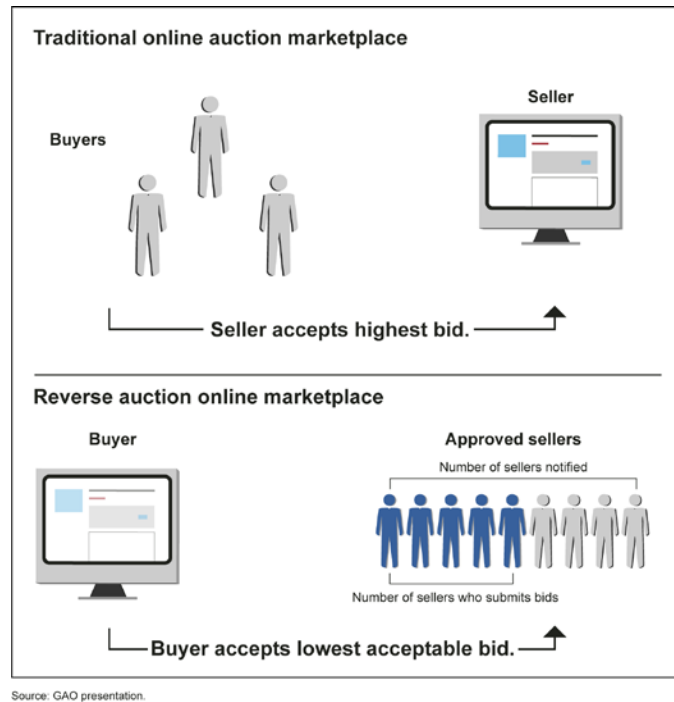 Traditional online auction marketplace
Seller
Buyers
Seller accepts highest bid.
Reverse auction online marketplace
Buyer
Approved sellers
Number of sellers notified
Number of sellers who submits bids
Buyer accepts lowest acceptable bid.
Source: GAO presentation.